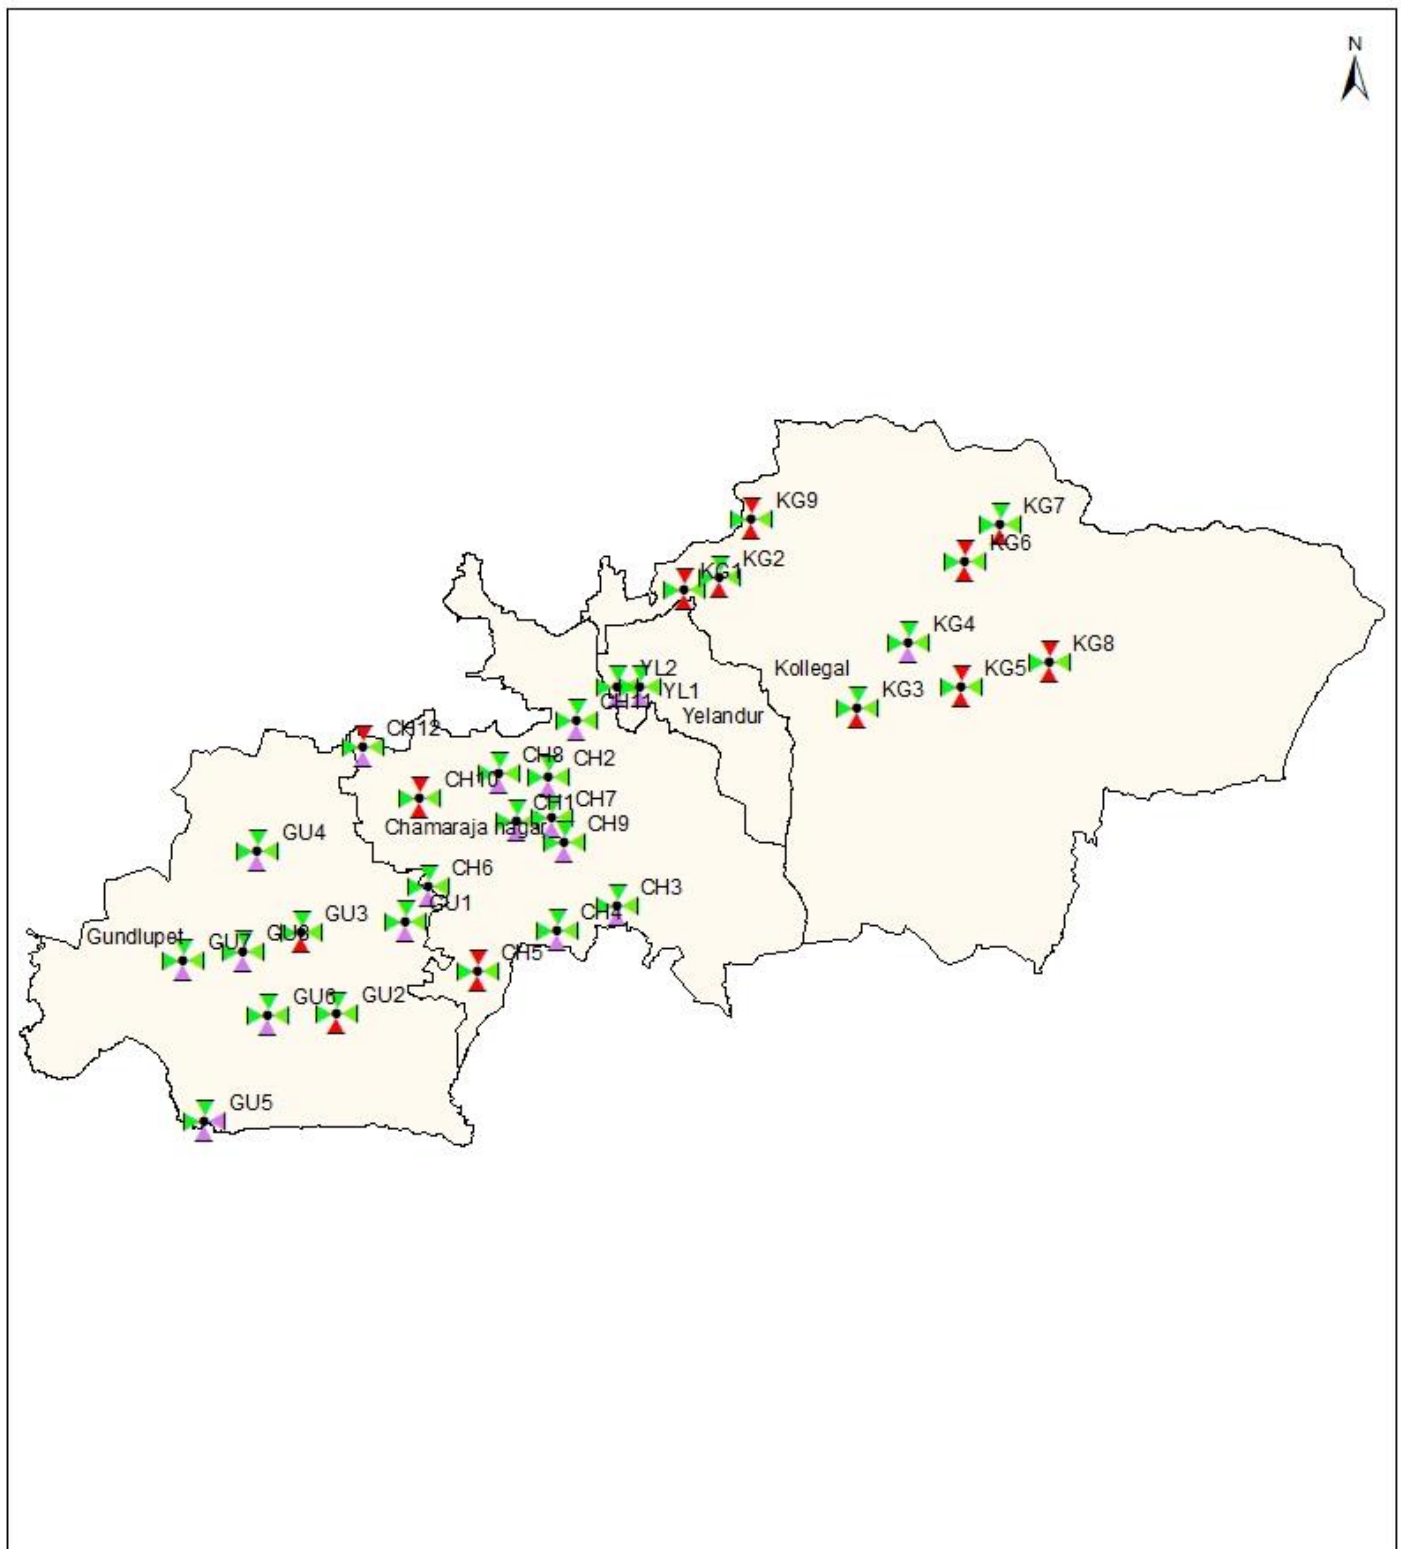 N
KG9
KG7
KG6
KG2
KG1
KG4
KG8
Kollegal
KG5
YL2
YL1
KG3
CH11
Yelandur
CH12
CH8
CH2
CH10
CH1
CH7
Chamaraja nagar
CH9
GU4
CH6
CH3
GU1
GU3
CH4
Gundlupet
GU7
GU8
CH5
GU6
GU2
GU5